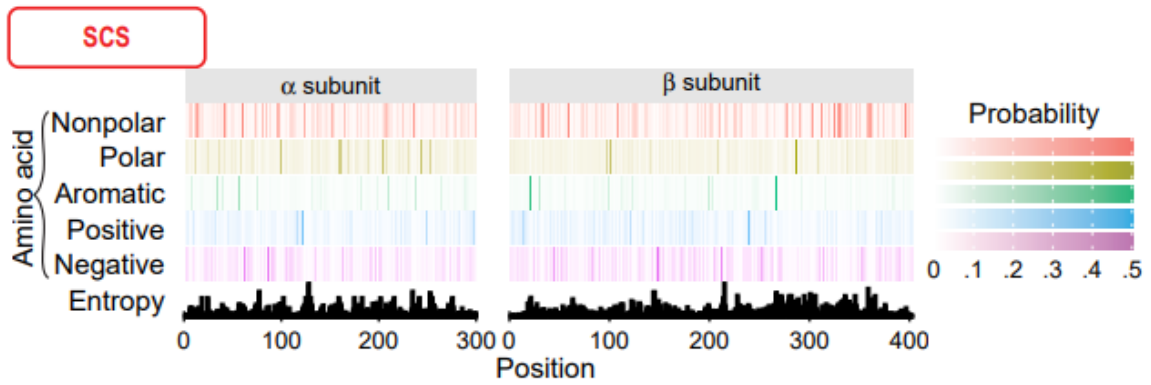 SCS
α subunit
β subunit
Amino acid
Nonpolar
Polar
Aromatic
Positive
Negative
Entropy
Probability
0 .1 .2 .3 .4 .5
0 100 200 300 0 100 200 300 400
Position